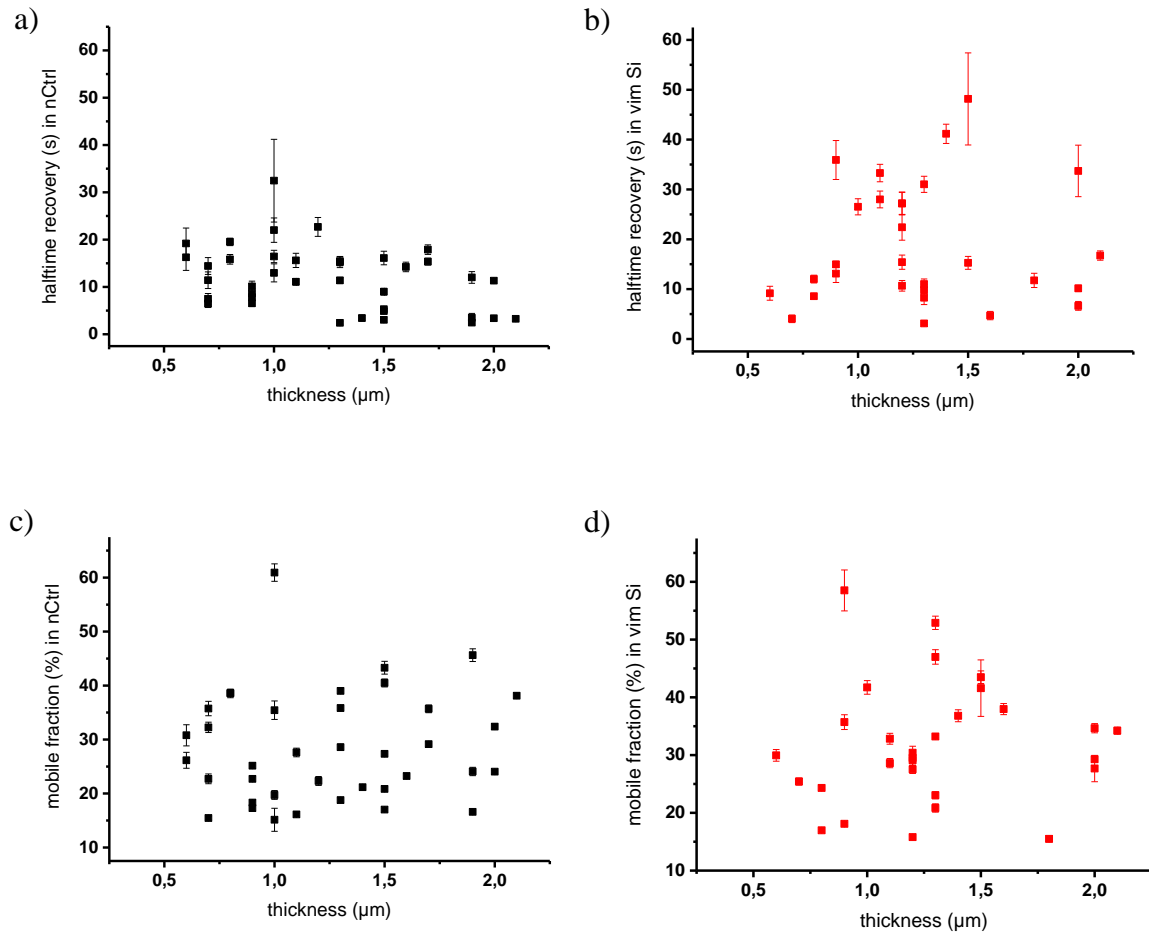 a)
halftime recovery (s) in nCtrl
60
50
40
30
20
10
0
0,5 1,0 1,5 2,0
thickness (µm)
b)
halftime recovery (s) in vim Si
60
50
40
30
20
10
0
0,5 1,0 1,5 2,0
thickness (µm)
c)
mobile fraction (%) in nCtrl
60
50
40
30
20
10
0,5 1,0 1,5 2,0
thickness (µm)
d)
mobile fraction (%) in vim Si
60
50
40
30
20
10
0,5 1,0 1,5 2,0
thickness (µm)